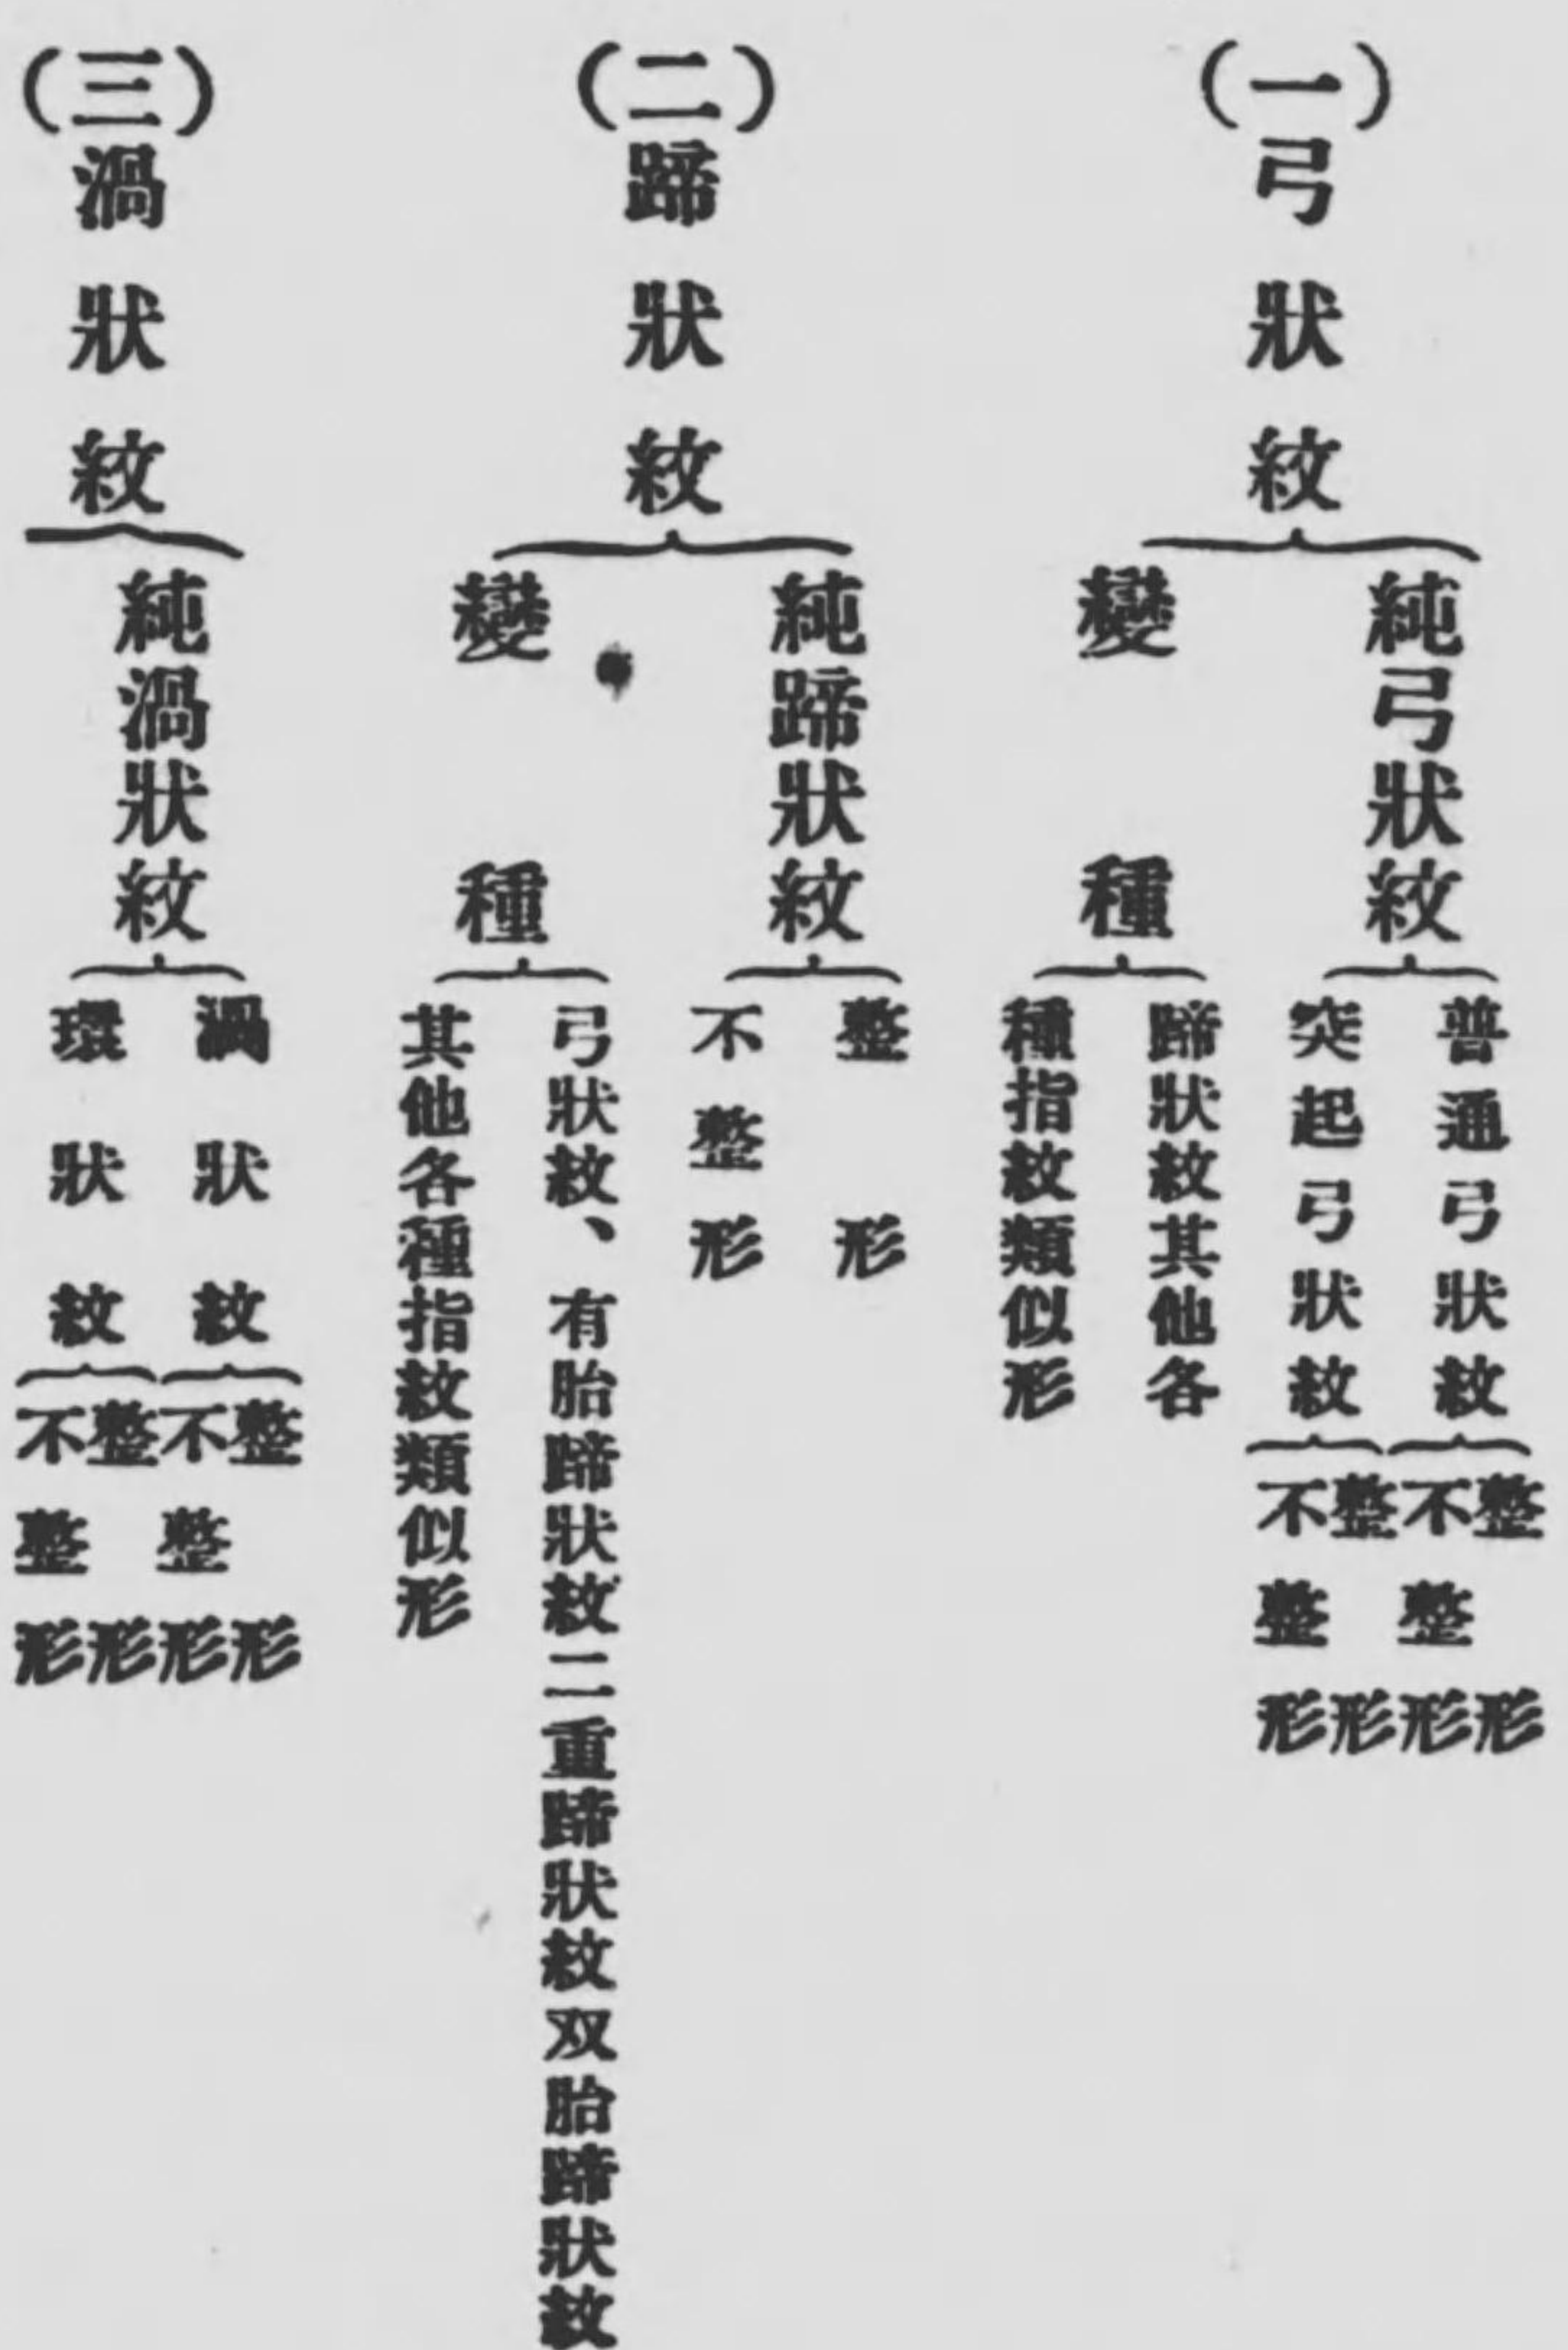 (一)弓狀紋
純弓狀紋
普通弓狀紋
整形
不整形
突起弓狀紋
整形
不整形
變種
蹄狀紋其他各
種指紋類似形
(二)蹄狀紋
純蹄狀紋
整形
不整形
變種
弓狀紋、有胎蹄狀紋二重蹄狀紋双胎蹄狀紋
其他各種指紋類似形
(三)渦狀紋
純渦狀紋
渦狀紋
整形
不整形
環狀紋
整形
不整形